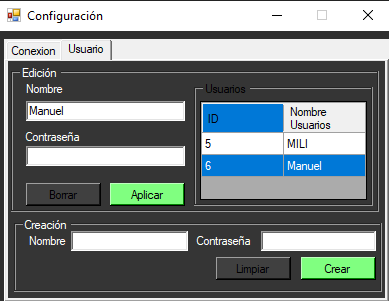 Configuración
Conexion Usuario
Edición
Nombre
Manuel
Contraseña
Borrar Aplicar
Usuarios
ID Nombre Usuarios
5 MILI
6 Manuel
Creación
Nombre Contraseña
Limpiar Crear